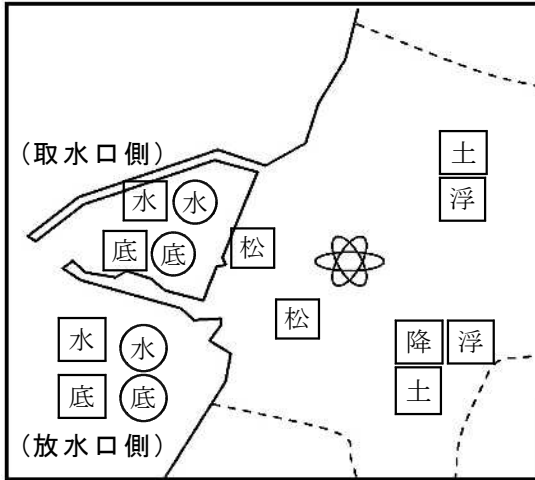 (取水口側)
土
浮
水 水
底 底
松
松
降 浮
土
水 水
底 底
(放水口側)